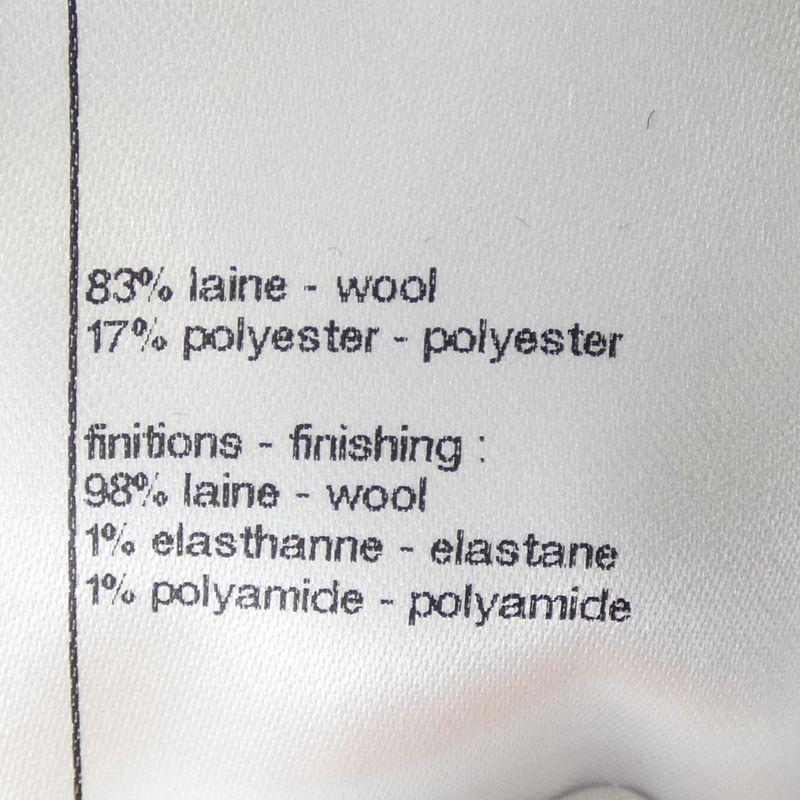 83% laine - wool
17% polyester - polyester
finitions - finishing :
98% laine - wool
1% elasthanne - elastane
1% polyamide - polyamide